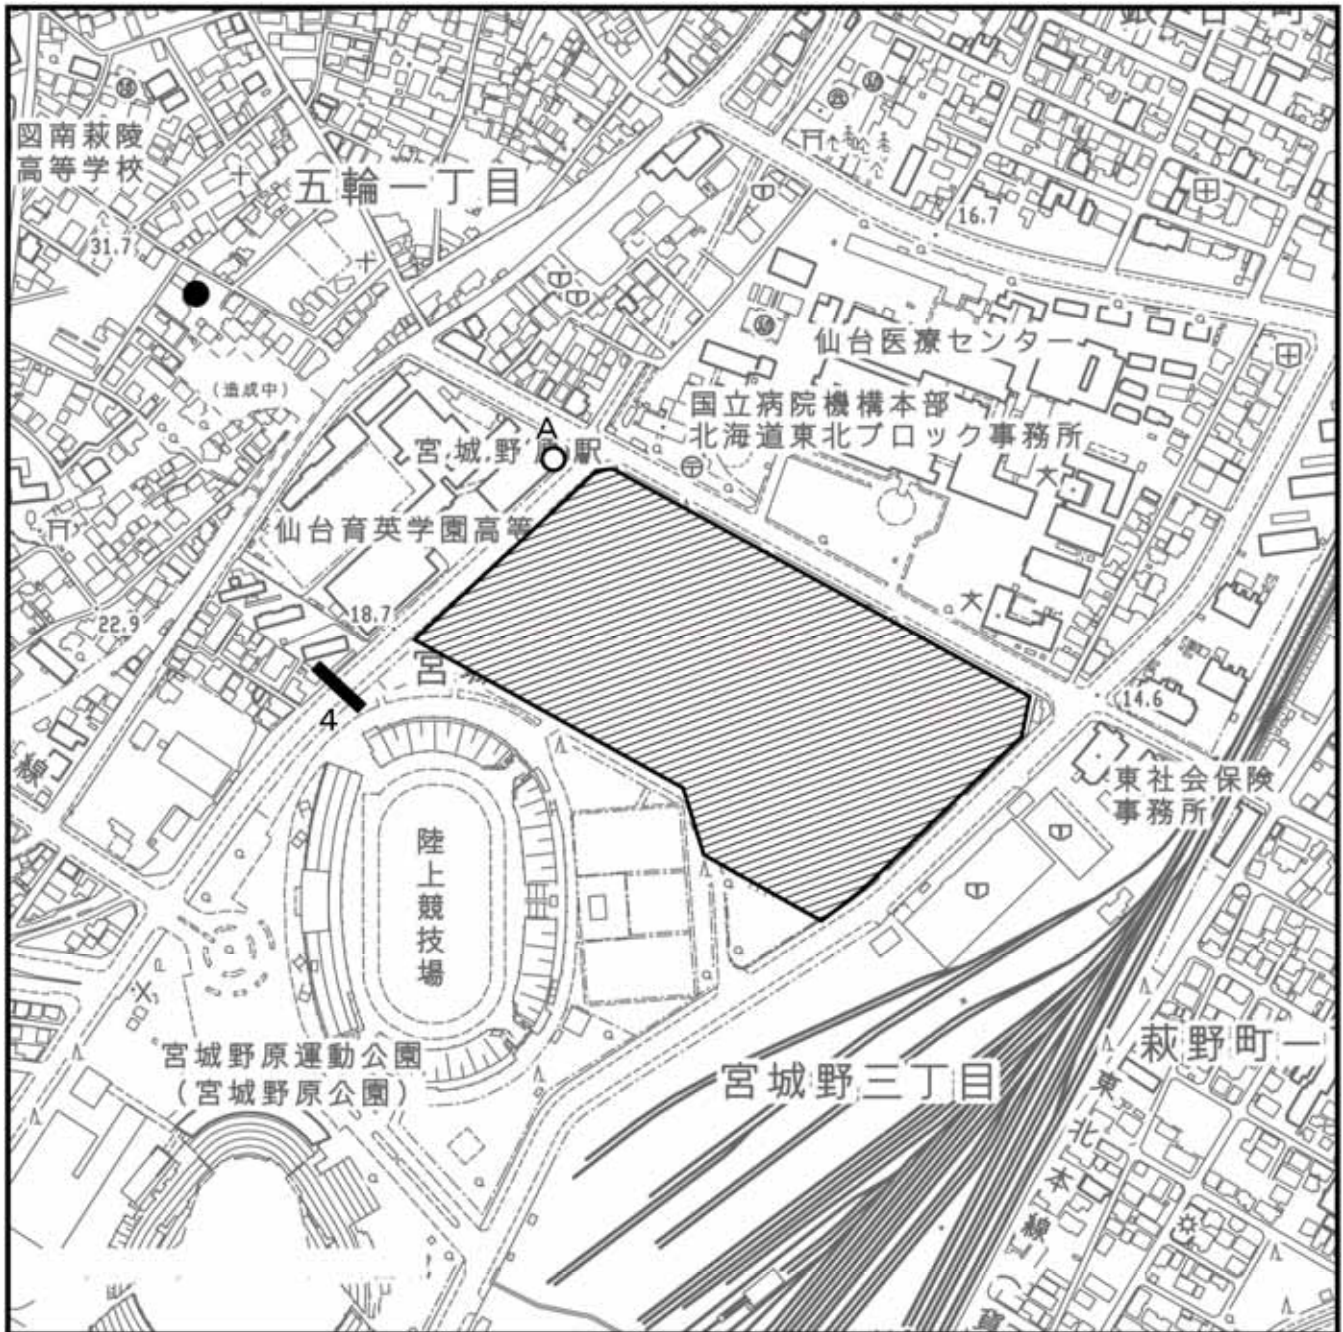 図南萩陵
高等学校
五輪一丁目
31.7
16.7
仙台医療センター
(造成中)
国立病院機構本部
北海道東北ブロック事務所
A
仙台育英学園高等
22.9
18.7
宮
4
14.6
東社会保険
事務所
線
陸上競技場
宮城野原運動公園
(宮城野原公園)
宮城野三丁目
萩野町一
東北本線